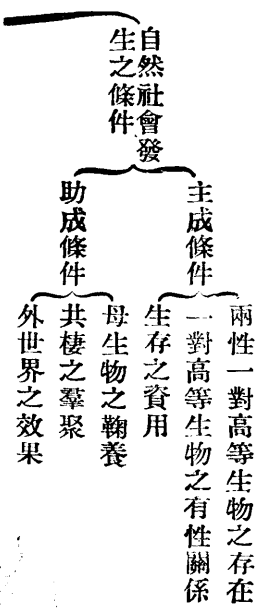 自然社會發
生之條件
主成條件
兩性一對高等生物之存在
一對高等生物之有性關係
生存之資用
助成條件
母生物之鞠養
共棲之羣聚
外世界之效果